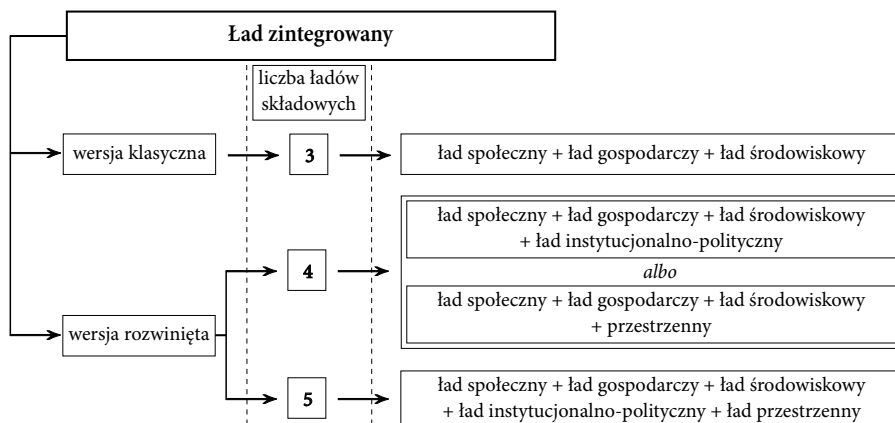 Ład zintegrowany
liczba ładów
składowych
wersja klasyczna
3
ład społeczny + ład gospodarczy + ład środowiskowy
ład społeczny + ład gospodarczy + ład środowiskowy
+ ład instytucjonalno-polityczny
4
albo
ład społeczny + ład gospodarczy + ład środowiskowy
+ przestrzenny
wersja rozwinięta
5
ład społeczny + ład gospodarczy + ład środowiskowy
+ ład instytucjonalno-polityczny + ład przestrzenny